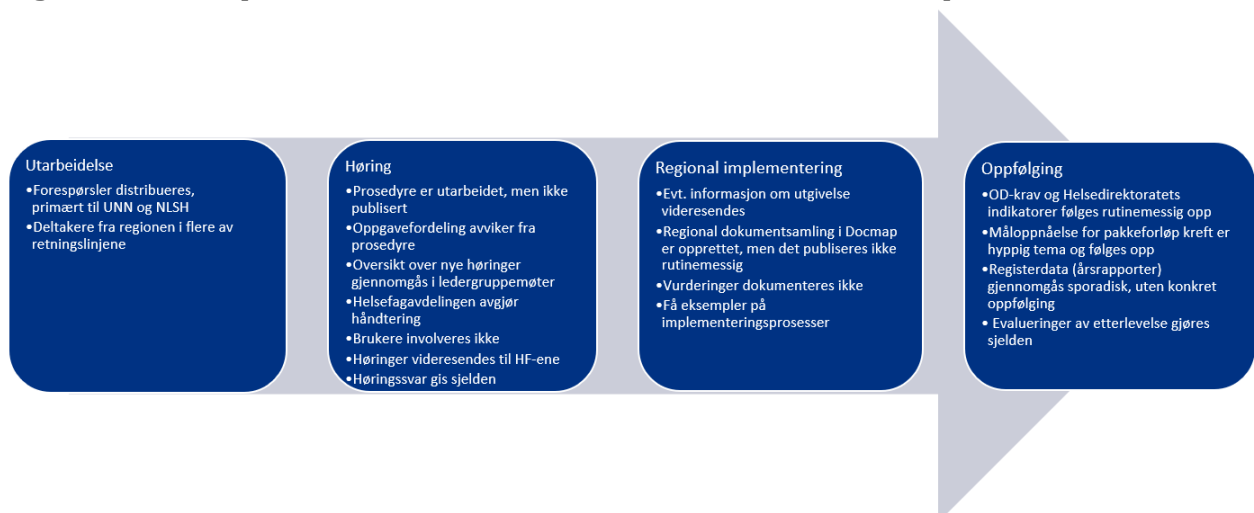 Utarbeidelse
•Forespørsler distribueres,
primært til UNN og NLSH
•Deltakere fra regionen i flere av
retningslinjene
Høring
•Prosedyre er utarbeidet, men ikke
publisert
•Oppgavefordeling avviker fra
prosedyre
•Oversikt over nye høringer
gjennomgås i ledergruppemøter
•Helsefagavdelingen avgjør
håndtering
•Brukere involveres ikke
•Høringer videresendes til HF-ene
•Høringssvar gis sjelden
Regional implementering
•Evt. informasjon om utgivelse
videresendes
•Regional dokumentsamling i Docmap
er opprettet, men det publiseres ikke
rutinemessig
•Vurderinger dokumenteres ikke
•Få eksempler på
implementeringsprosesser
Oppfølging
•OD-krav og Helsedirektoratets
indikatorer følges rutinemessig opp
•Måloppnåelse for pakkeforløp kreft er
hyppig tema og følges opp
•Registerdata (årsrapporter)
gjennomgås sporadisk, uten konkret
oppfølging
• Evalueringer av etterlevelse gjøres
sjelden